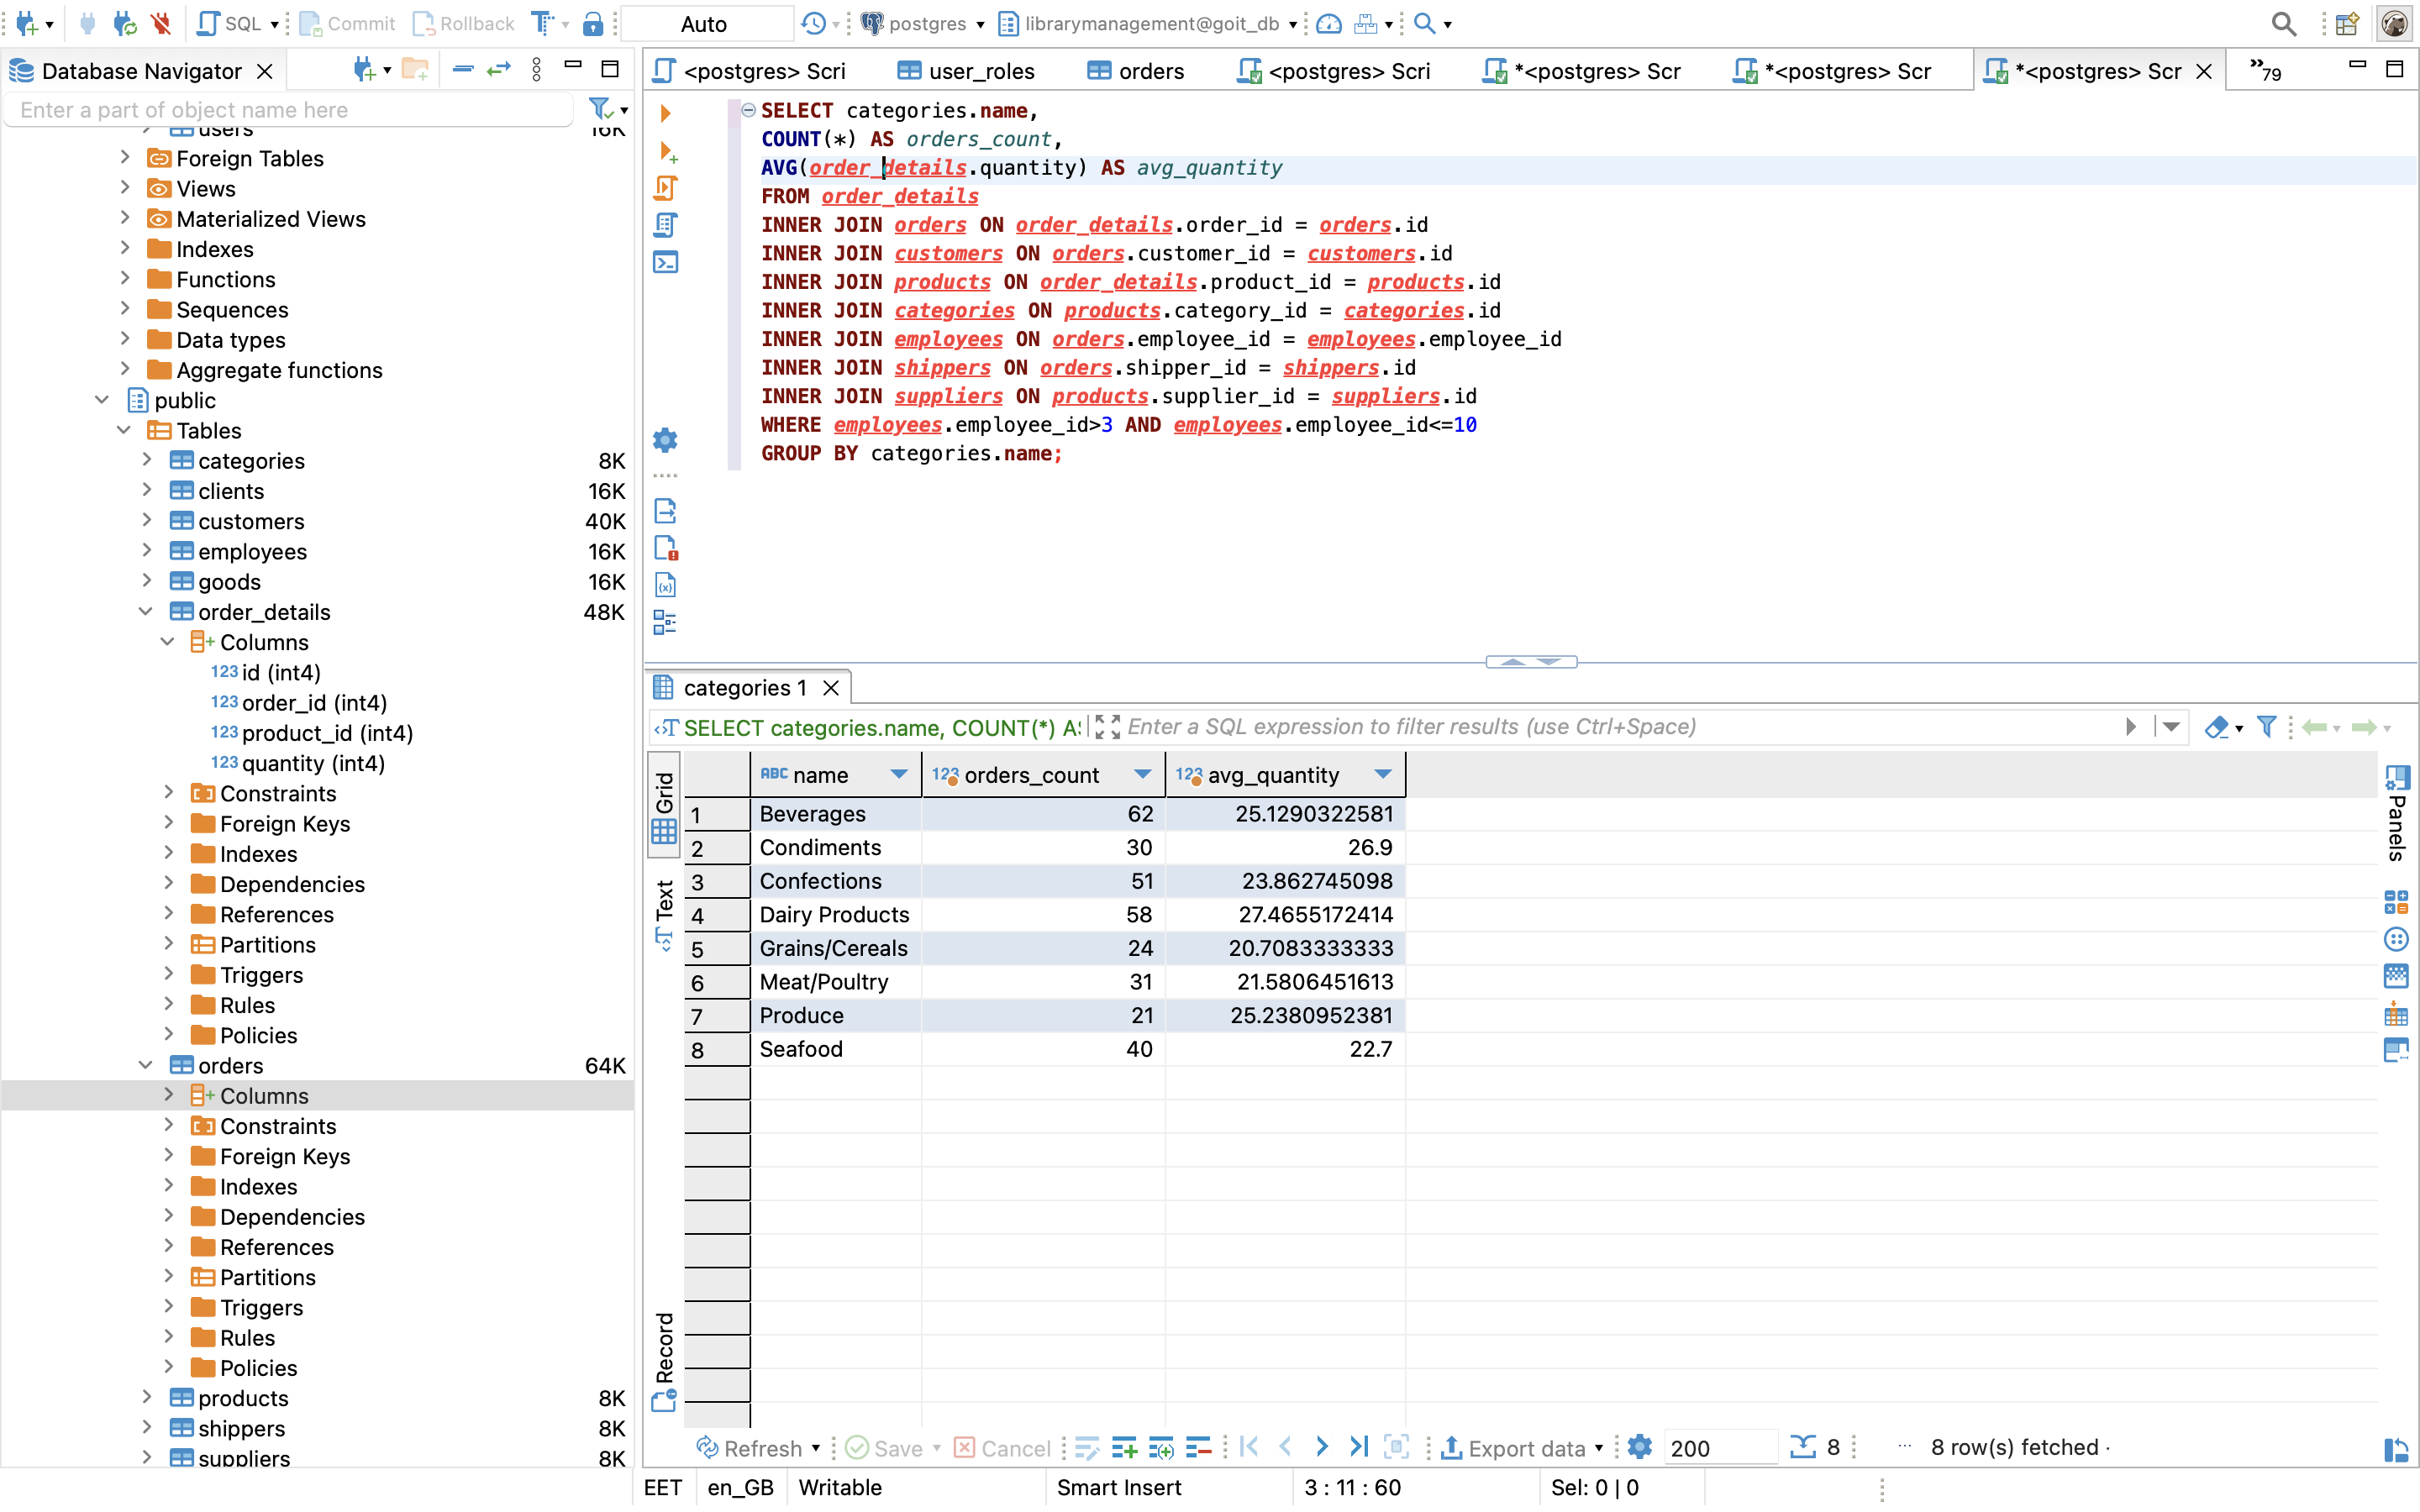 SQL
Commit
Rollback
Auto
postgres
librarymanagement@goit_db
Database Navigator
Enter a part of object name here
users 16K
Foreign Tables
Views
Materialized Views
Indexes
Functions
Sequences
Data types
Aggregate functions
public
Tables
categories 8K
clients 16K
customers 40K
employees 16K
goods 16K
order_details 48K
Columns
123 id (int4)
123 order_id (int4)
123 product_id (int4)
123 quantity (int4)
Constraints
Foreign Keys
Indexes
Dependencies
References
Partitions
Triggers
Rules
Policies
orders 64K
Columns
Constraints
Foreign Keys
Indexes
Dependencies
References
Partitions
Triggers
Rules
Policies
products 8K
shippers 8K
suppliers 8K
<postgres> Scri
user_roles
orders
<postgres> Scri
*<postgres> Scr
*<postgres> Scr
*<postgres> Scr
»79
SELECT categories.name,
COUNT(*) AS orders_count,
AVG(order_details.quantity) AS avg_quantity
FROM order_details
INNER JOIN orders ON order_details.order_id = orders.id
INNER JOIN customers ON orders.customer_id = customers.id
INNER JOIN products ON order_details.product_id = products.id
INNER JOIN categories ON products.category_id = categories.id
INNER JOIN employees ON orders.employee_id = employees.employee_id
INNER JOIN shippers ON orders.shipper_id = shippers.id
INNER JOIN suppliers ON products.supplier_id = suppliers.id
WHERE employees.employee_id>3 AND employees.employee_id<=10
GROUP BY categories.name;
categories 1
SELECT categories.name, COUNT(*) AS
Enter a SQL expression to filter results (use Ctrl+Space)
Grid
Text
Record
Panels
ABC name 123 orders_count 123 avg_quantity
1 Beverages 62 25.1290322581
2 Condiments 30 26.9
3 Confections 51 23.862745098
4 Dairy Products 58 27.4655172414
5 Grains/Cereals 24 20.7083333333
6 Meat/Poultry 31 21.5806451613
7 Produce 21 25.2380952381
8 Seafood 40 22.7
Refresh
Save
Cancel
Export data
200
8
8 row(s) fetched ·
EET
en_GB
Writable
Smart Insert
3 : 11 : 60
Sel: 0 | 0